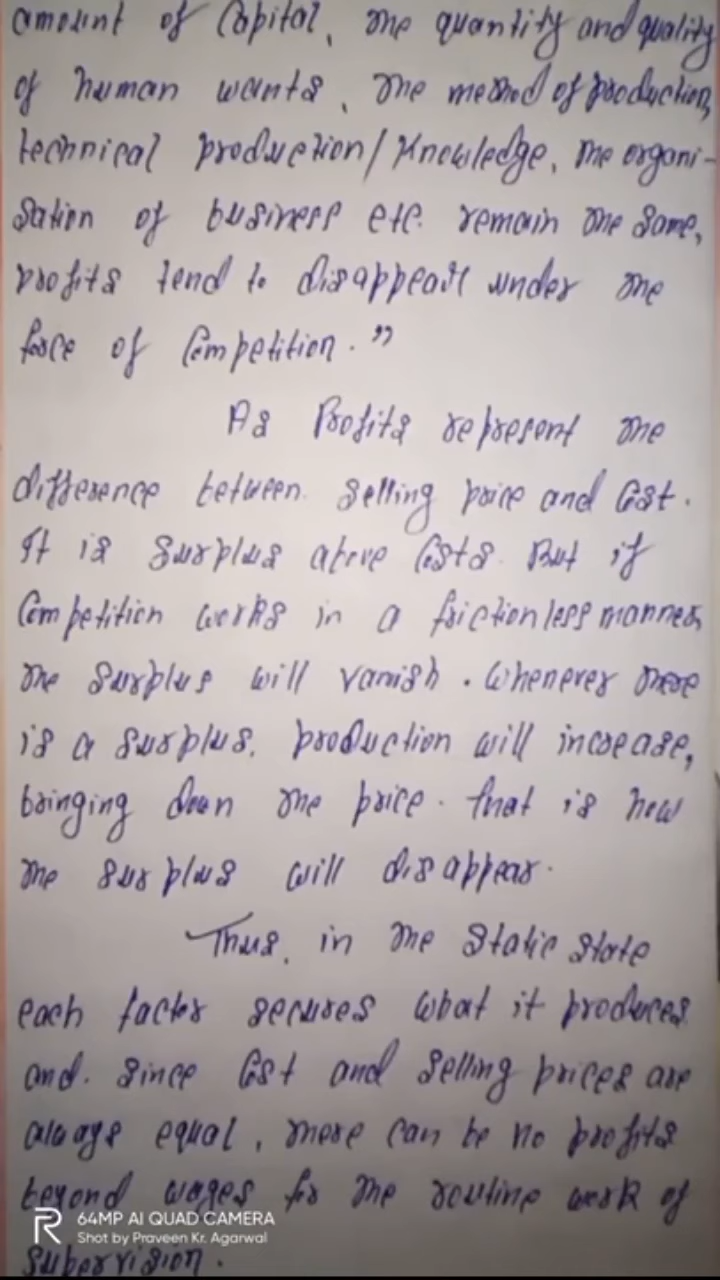 amount of Capital, the quantity and quality
of human wants, the method of production,
technical production/Knowledge, the organi-
sation of business etc. remain the same,
profits tend to disappear under the
force of Competition."
As Profits represent the
difference between selling price and Cost.
It is surplus above Costs. But if
Competition works in a frictionless manner,
the surplus will vanish. Whenever there
is a surplus, production will increase,
bringing down the price. that is how
the surplus will disappear.
Thus, in the Static State
each factor secures what it produces
and. Since Cost and selling prices are
always equal, there can be no profits
beyond wages for the routine work of
supervision.
64MP AI QUAD CAMERA
Shot by Praveen Kr. Agarwal